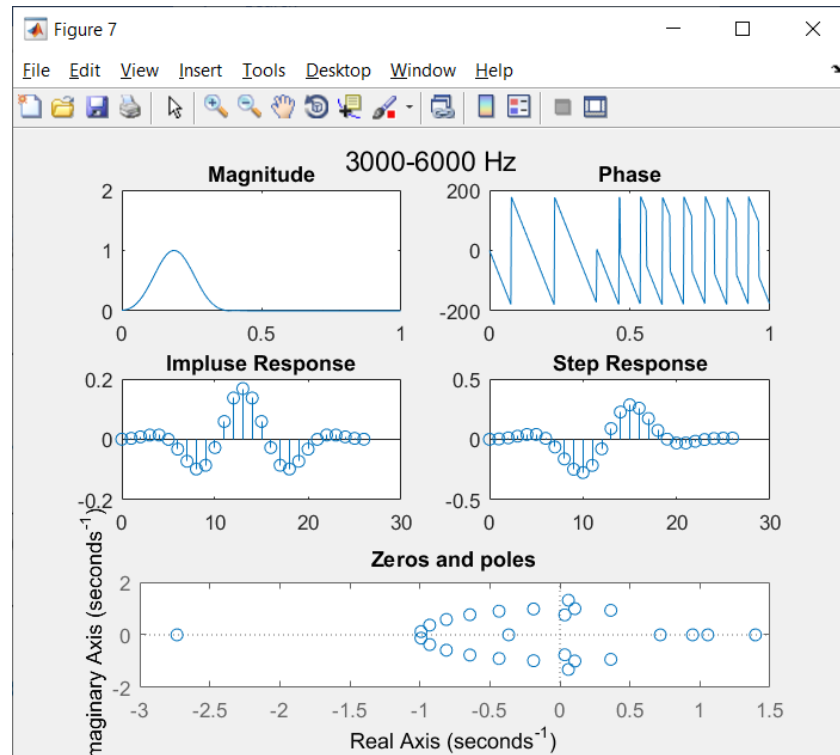 Figure 7
File Edit View Insert Tools Desktop Window Help
3000-6000 Hz
Magnitude
Phase
2
1
0
0 0.5 1
200
0
-200
0 0.5 1
Impluse Response
Step Response
0.2
0
-0.2
0 10 20 30
0.5
0
-0.5
0 10 20 30
Zeros and poles
maginary Axis (seconds⁻¹)
2
0
-2
-3 -2.5 -2 -1.5 -1 -0.5 0 0.5 1 1.5
Real Axis (seconds⁻¹)